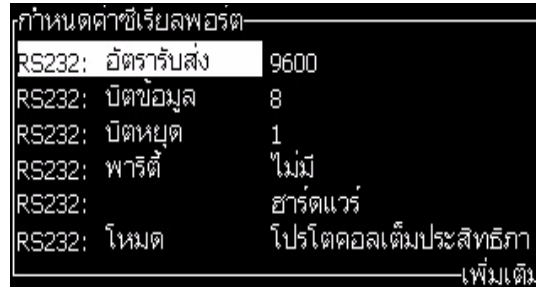 กำหนดค่าซีเรียลพอร์ต
RS232: อัตรารับส่ง 9600
RS232: บิตข้อมูล 8
RS232: บิตหยุด 1
RS232: พาริตี้ ไม่มี
RS232: ฮาร์ดแวร์
RS232: โหมด โปรโตคอลเต็มประสิทธิภา
เพิ่มเติม